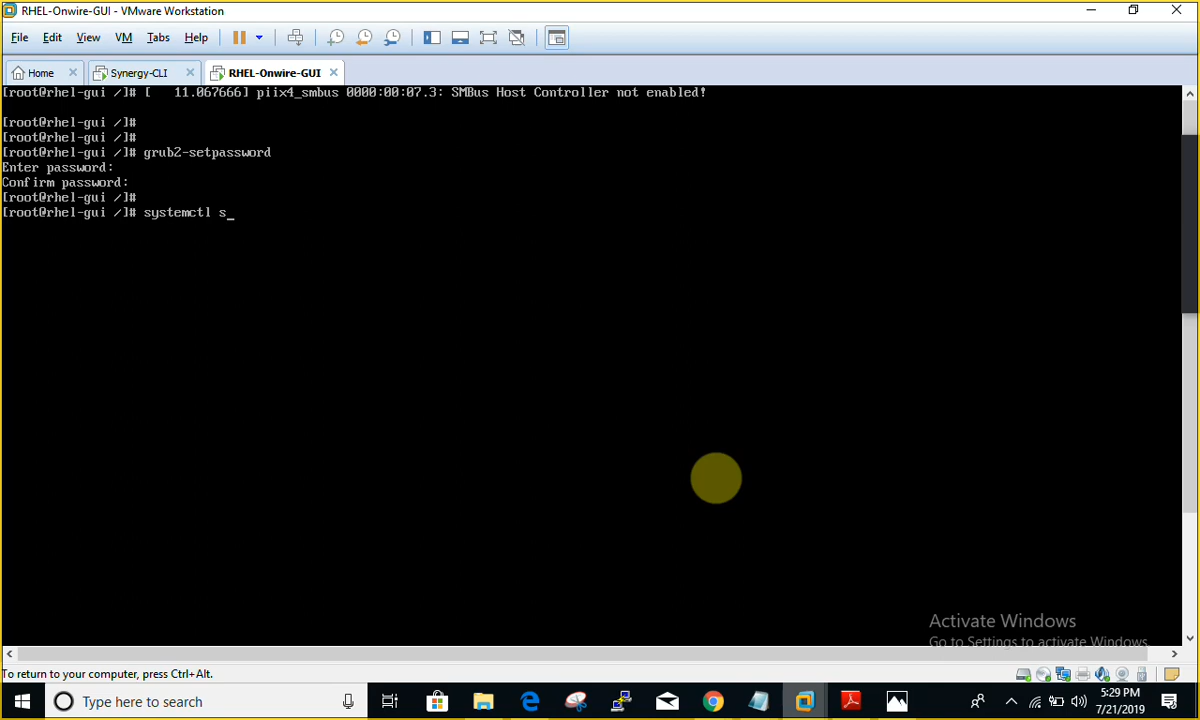 RHEL-Onwire-GUI - VMware Workstation
File Edit View VM Tabs Help
Home Synergy-CLI RHEL-Onwire-GUI
[root@rhel-gui /]# [   11.067666] piix4_smbus 0000:00:07.3: SMBus Host Controller not enabled!
[root@rhel-gui /]#
[root@rhel-gui /]#
[root@rhel-gui /]# grub2-setpassword
Enter password:
Confirm password:
[root@rhel-gui /]#
[root@rhel-gui /]# systemctl s_
Activate Windows
Go to Settings to activate Windows.
To return to your computer, press Ctrl+Alt.
Type here to search
5:29 PM
7/21/2019